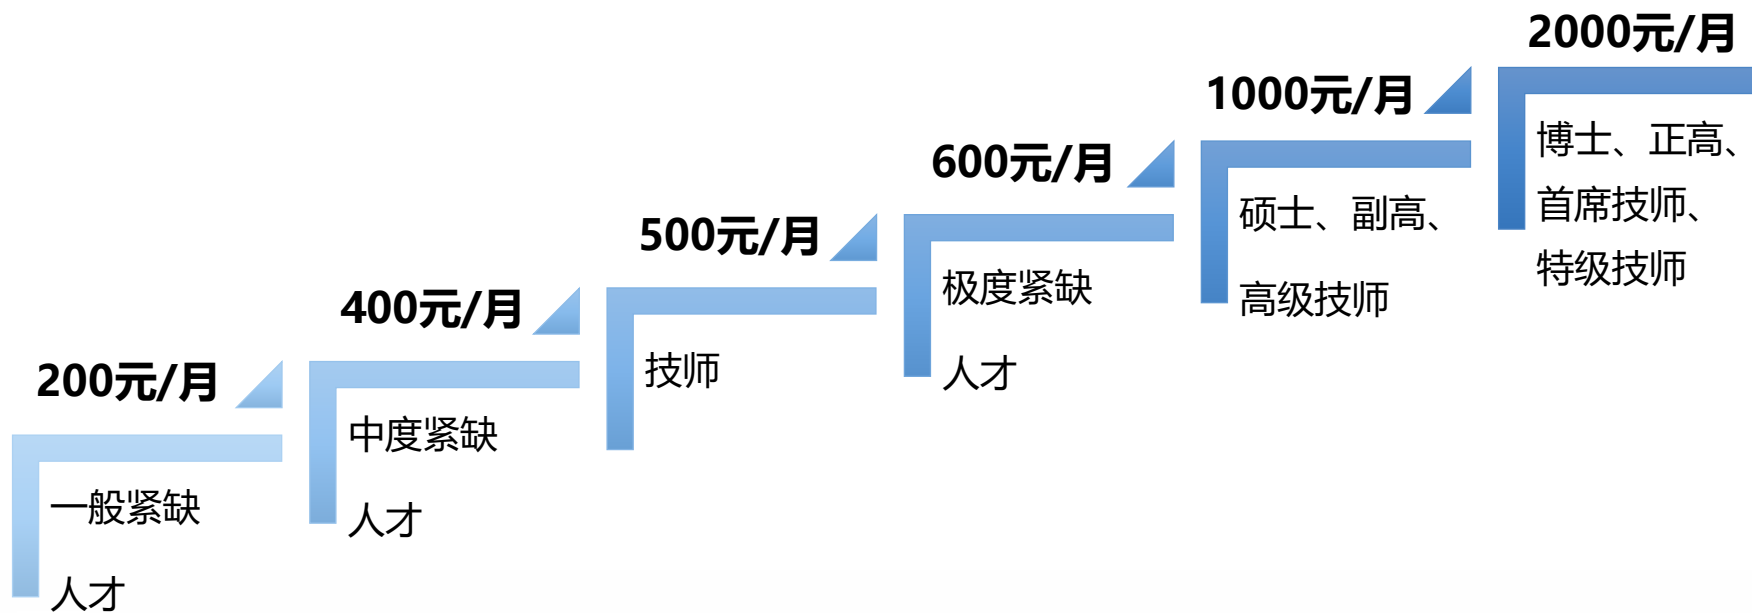 200元/月
一般紧缺
人才
400元/月
中度紧缺
人才
500元/月
技师
600元/月
极度紧缺
人才
1000元/月
硕士、副高、
高级技师
2000元/月
博士、正高、
首席技师、
特级技师